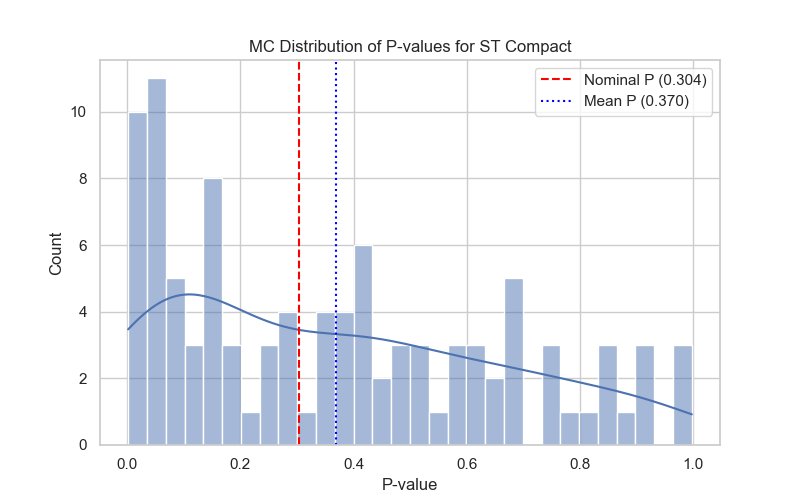 MC Distribution of P-values for ST Compact
Nominal P (0.304)
Mean P (0.370)
Count
10
8
6
4
2
0
0.0 0.2 0.4 0.6 0.8 1.0
P-value